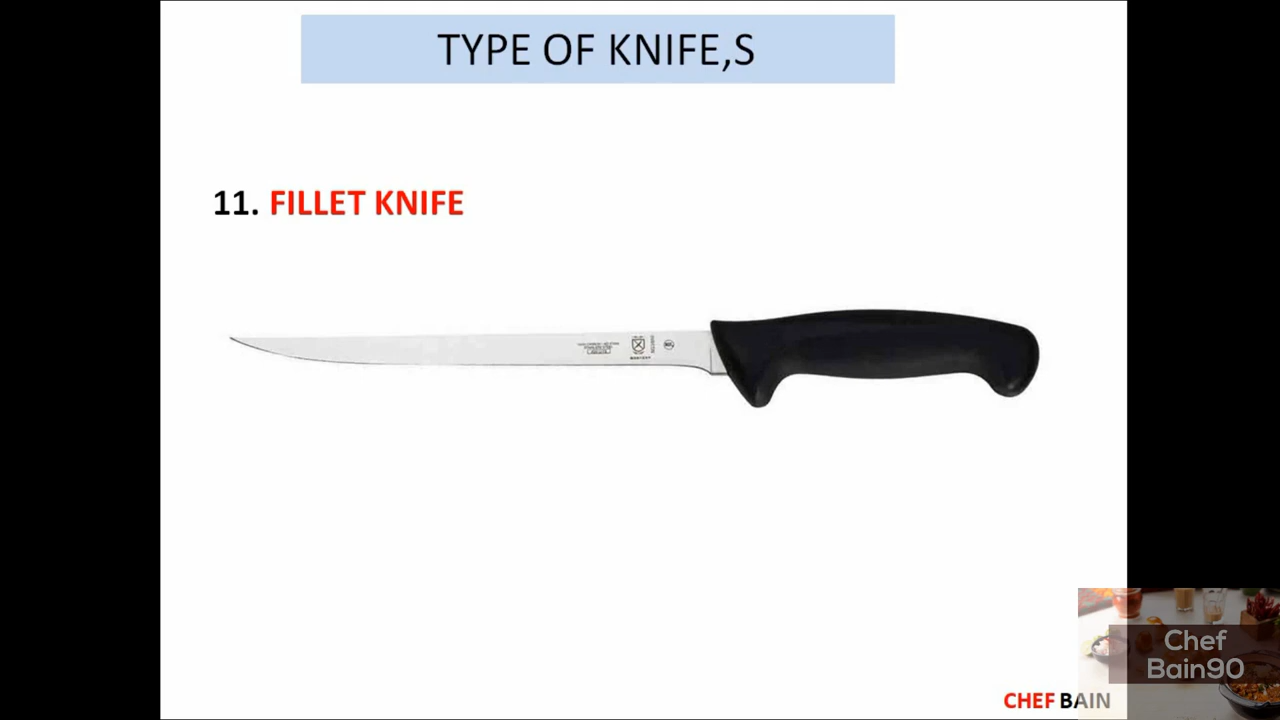 TYPE OF KNIFE,S
11. FILLET KNIFE
CHEF BAIN
Chef
Bain90